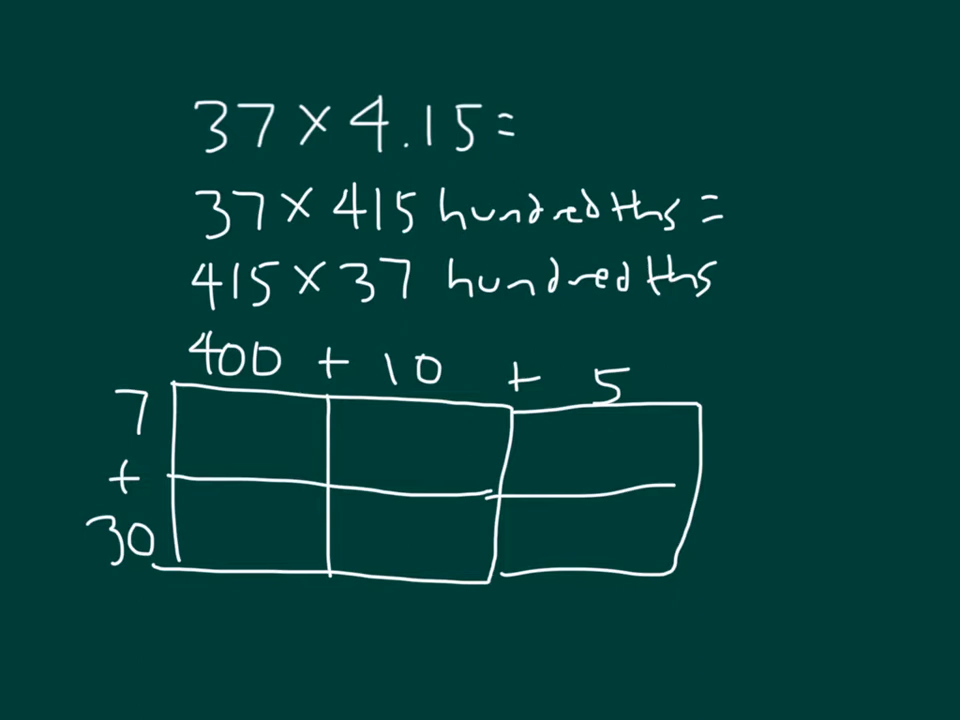 37 × 4.15 =
37 × 415 hundredths =
415 × 37 hundredths
400 + 10 + 5
7
+
30